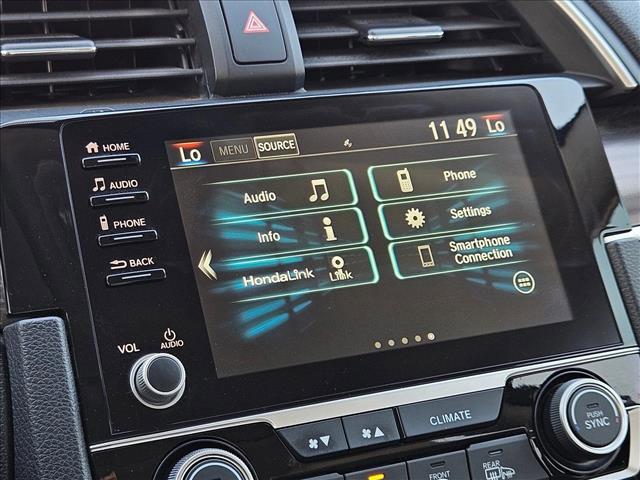 HOME
AUDIO
PHONE
BACK
VOL
AUDIO
Lo MENU SOURCE 11 49 Lo
Audio
Phone
Info
Settings
HondaLink Link
Smartphone
Connection
CLIMATE
PUSH
SYNC
FRONT
REAR